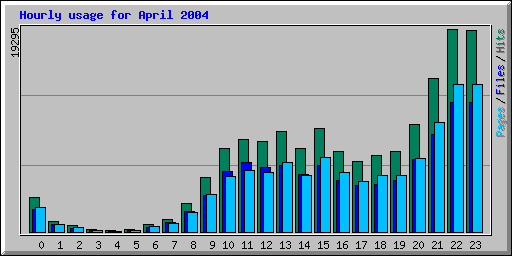 Hourly usage for April 2004
19295
Pages / Files / Hits
0 1 2 3 4 5 6 7 8 9 10 11 12 13 14 15 16 17 18 19 20 21 22 23